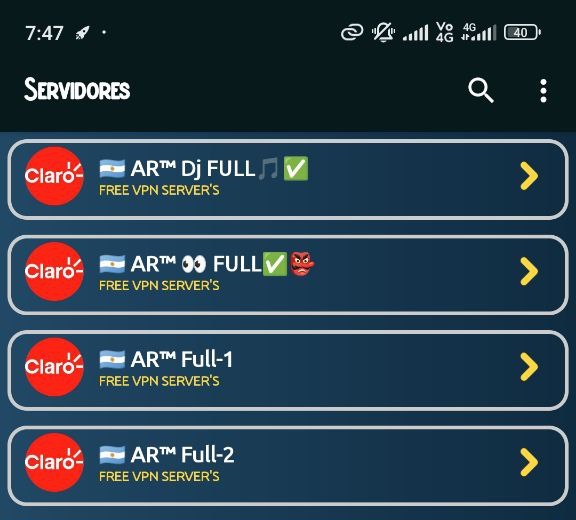 7:47
Vo
4G
4G
40
SERVIDORES
Claro
🇦🇷 AR™ Dj FULL🎵✅
FREE VPN SERVER'S
Claro
🇦🇷 AR™ 👀 FULL✅👺
FREE VPN SERVER'S
Claro
🇦🇷 AR™ Full-1
FREE VPN SERVER'S
Claro
🇦🇷 AR™ Full-2
FREE VPN SERVER'S